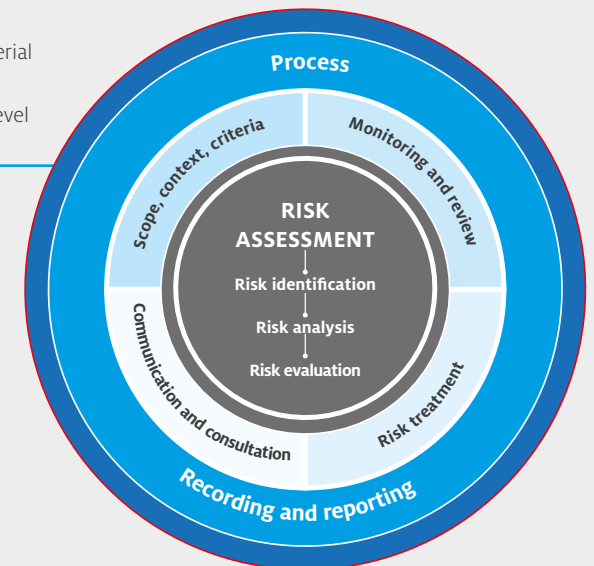 erial
evel
Process
Scope, context, criteria
Monitoring and review
RISK
ASSESSMENT
Risk identification
Risk analysis
Risk evaluation
Communication and consultation
Risk treatment
Recording and reporting